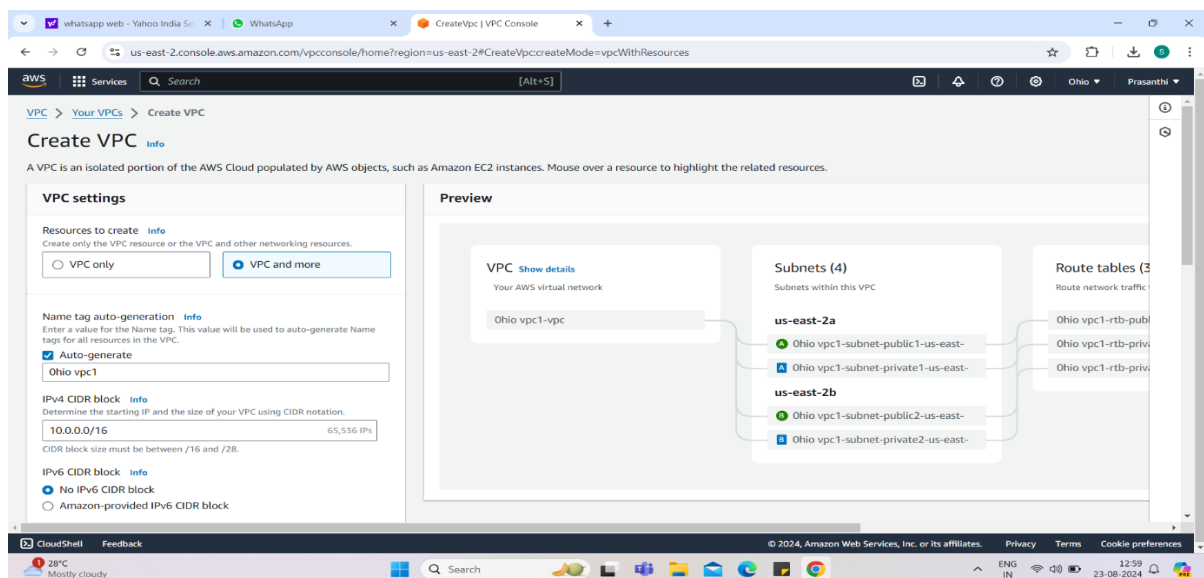 whatsapp web - Yahoo India So
WhatsApp
CreateVpc | VPC Console
us-east-2.console.aws.amazon.com/vpcconsole/home?region=us-east-2#CreateVpc:createMode=vpcWithResources
S
aws
Services
Search
[Alt+S]
Ohio
Prasanthi
VPC > Your VPCs > Create VPC
Create VPC Info
A VPC is an isolated portion of the AWS Cloud populated by AWS objects, such as Amazon EC2 instances. Mouse over a resource to highlight the related resources.
VPC settings
Resources to create Info
Create only the VPC resource or the VPC and other networking resources.
VPC only
VPC and more
Name tag auto-generation Info
Enter a value for the Name tag. This value will be used to auto-generate Name
tags for all resources in the VPC.
Auto-generate
Ohio vpc1
IPv4 CIDR block Info
Determine the starting IP and the size of your VPC using CIDR notation.
10.0.0.0/16 65,536 IPs
CIDR block size must be between /16 and /28.
IPv6 CIDR block Info
No IPv6 CIDR block
Amazon-provided IPv6 CIDR block
Preview
VPC Show details
Your AWS virtual network
Ohio vpc1-vpc
Subnets (4)
Subnets within this VPC
us-east-2a
A Ohio vpc1-subnet-public1-us-east-
A Ohio vpc1-subnet-private1-us-east-
us-east-2b
B Ohio vpc1-subnet-public2-us-east-
B Ohio vpc1-subnet-private2-us-east-
Route tables (3
Route network traffic
Ohio vpc1-rtb-publ
Ohio vpc1-rtb-priva
Ohio vpc1-rtb-priva
CloudShell Feedback
© 2024, Amazon Web Services, Inc. or its affiliates. Privacy Terms Cookie preferences
1
28°C
Mostly cloudy
Search
ENG
IN
12:59
23-08-2024